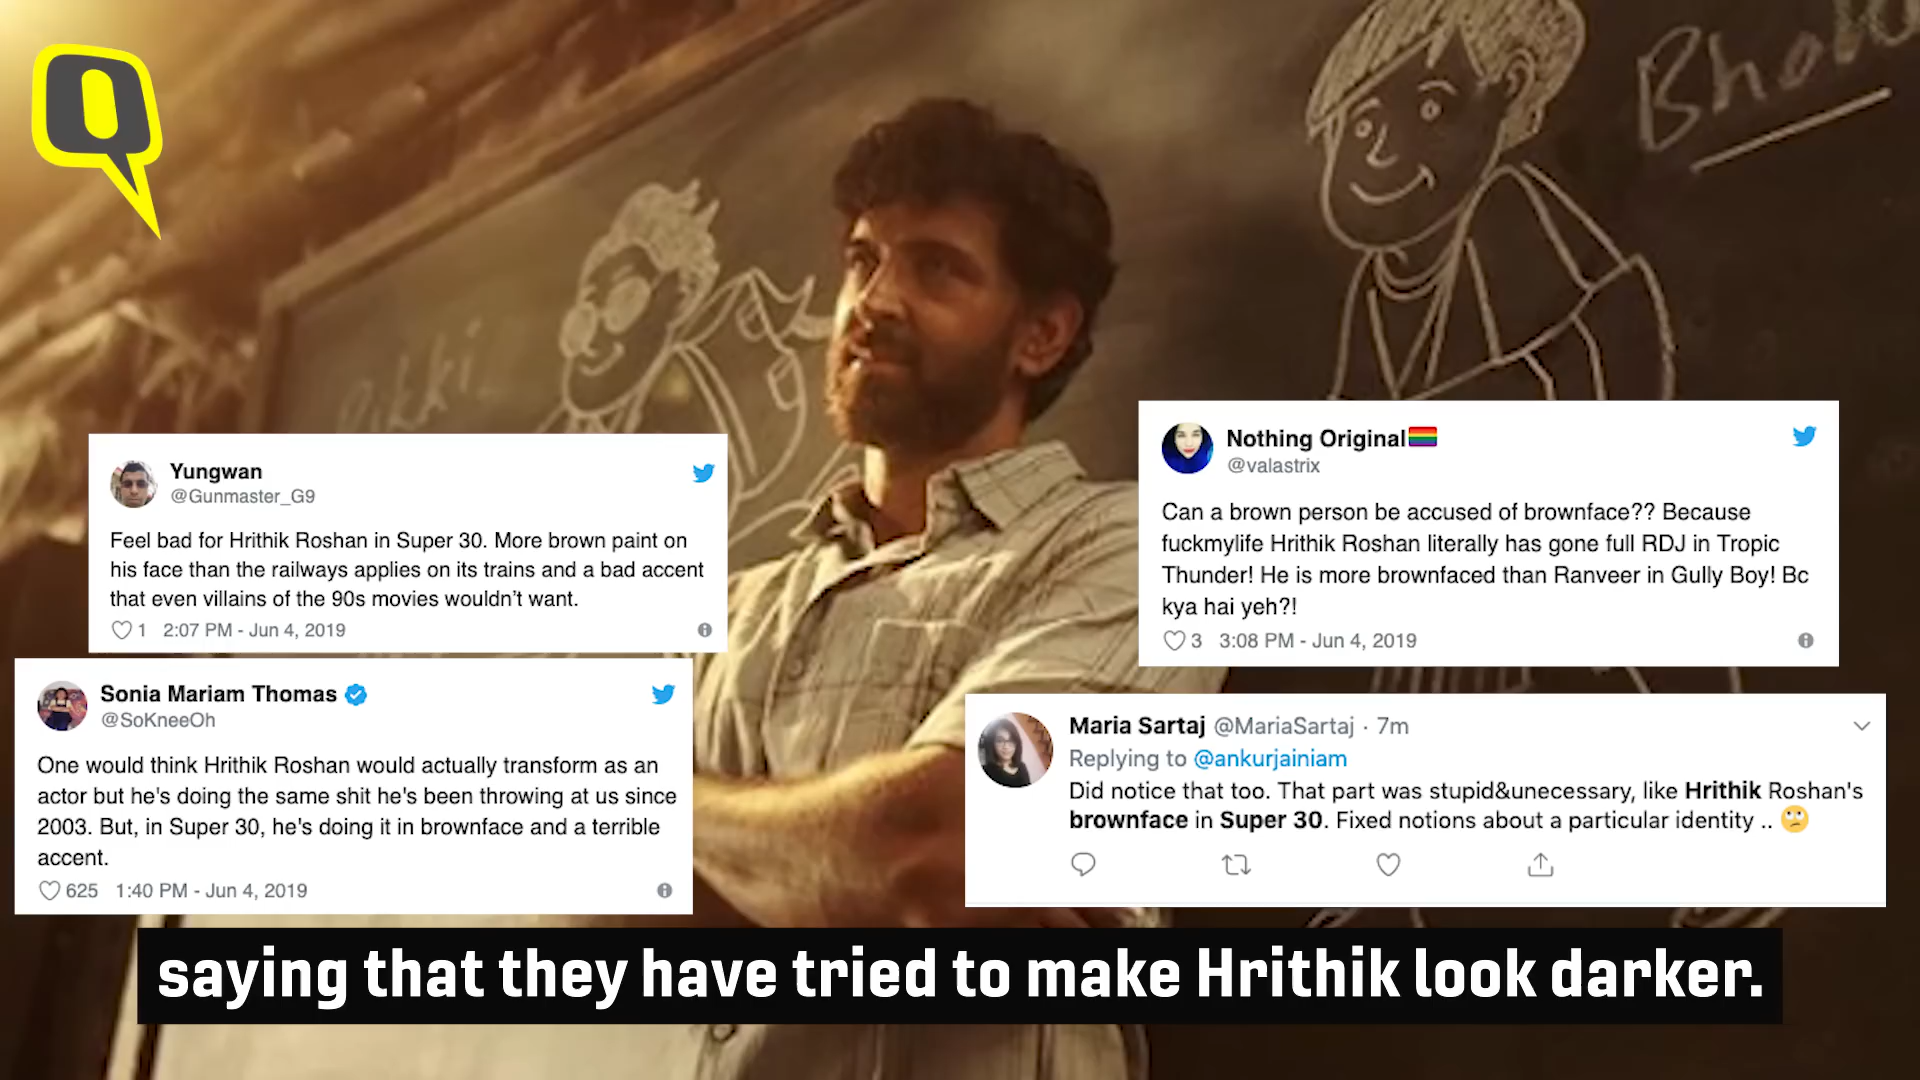 Q
Bhola
Rikki
Yungwan
@Gunmaster_G9
Feel bad for Hrithik Roshan in Super 30. More brown paint on
his face than the railways applies on its trains and a bad accent
that even villains of the 90s movies wouldn't want.
1 2:07 PM - Jun 4, 2019
Nothing Original
@valastrix
Can a brown person be accused of brownface?? Because
fuckmylife Hrithik Roshan literally has gone full RDJ in Tropic
Thunder! He is more brownfaced than Ranveer in Gully Boy! Bc
kya hai yeh?!
3 3:08 PM - Jun 4, 2019
Sonia Mariam Thomas
@SoKneeOh
One would think Hrithik Roshan would actually transform as an
actor but he's doing the same shit he's been throwing at us since
2003. But, in Super 30, he's doing it in brownface and a terrible
accent.
625 1:40 PM - Jun 4, 2019
Maria Sartaj @MariaSartaj · 7m
Replying to @ankurjainiam
Did notice that too. That part was stupid&unecessary, like Hrithik Roshan's
brownface in Super 30. Fixed notions about a particular identity .. 🙄
saying that they have tried to make Hrithik look darker.